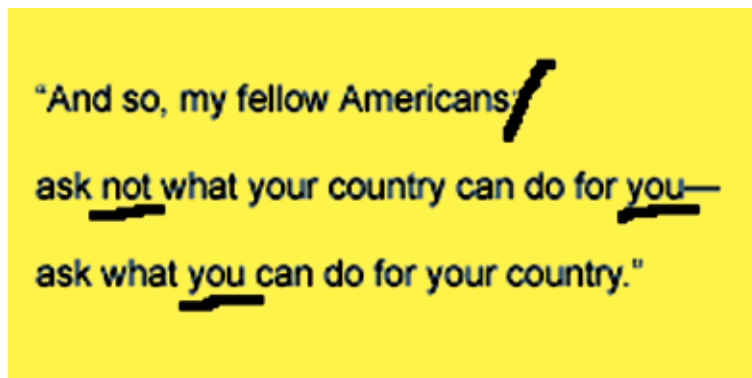 “And so, my fellow Americans:
ask not what your country can do for you—
ask what you can do for your country.”